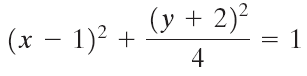 (x − 1)² + (y + 2)²/4 = 1